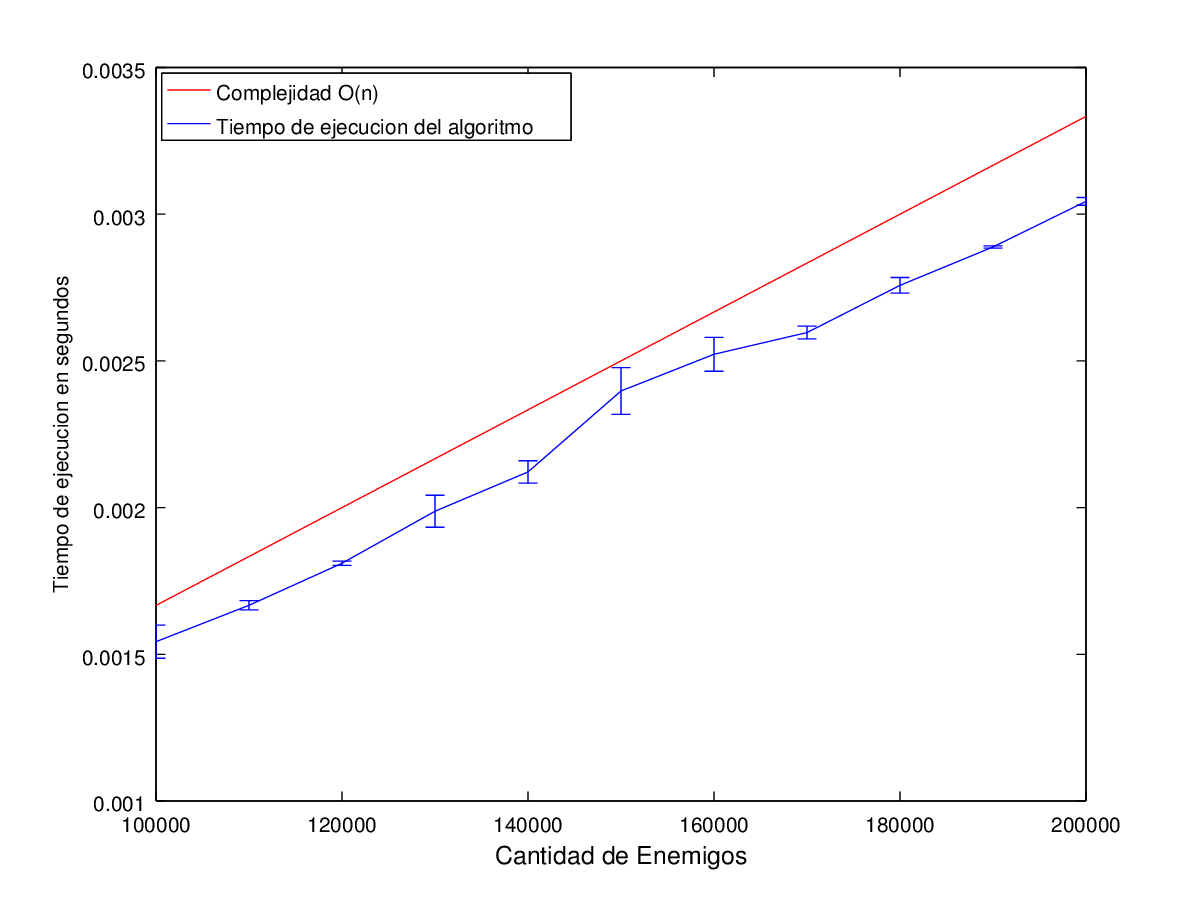 0.0035
Complejidad O(n)
Tiempo de ejecucion del algoritmo
0.003
0.0025
0.002
0.0015
0.001
Tiempo de ejecucion en segundos
100000 120000 140000 160000 180000 200000
Cantidad de Enemigos